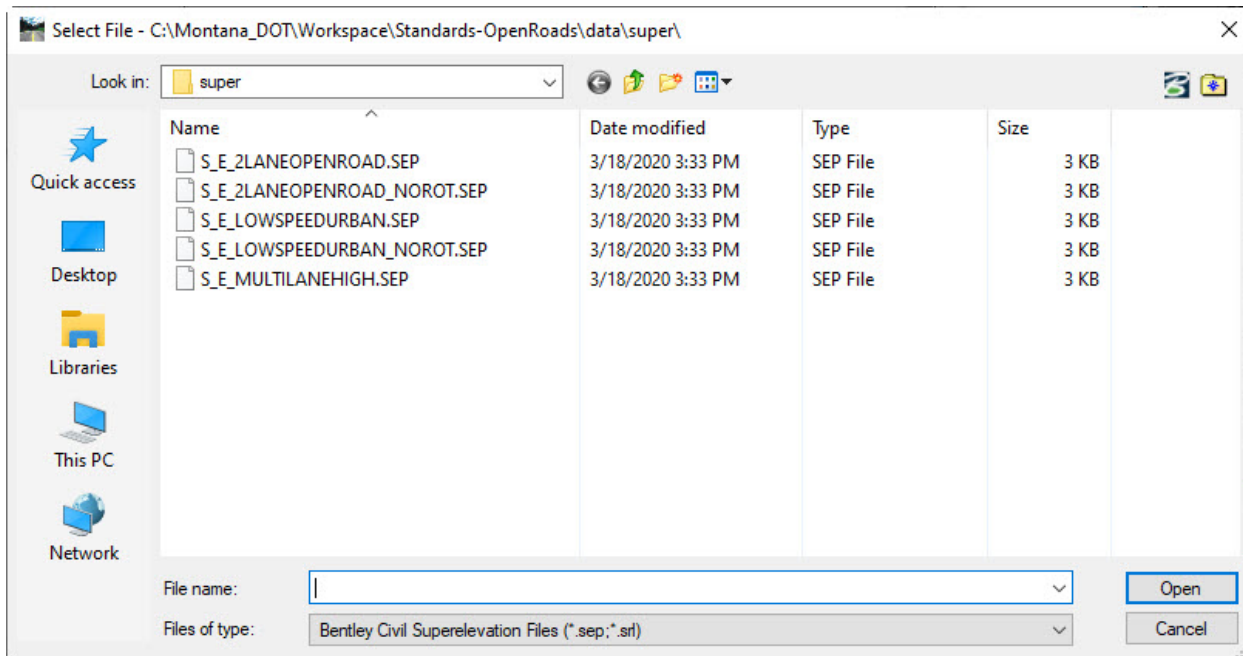 Select File - C:\Montana_DOT\Workspace\Standards-OpenRoads\data\super\
Look in: super
Name Date modified Type Size
S_E_2LANEOPENROAD.SEP 3/18/2020 3:33 PM SEP File 3 KB
S_E_2LANEOPENROAD_NOROT.SEP 3/18/2020 3:33 PM SEP File 3 KB
S_E_LOWSPEEDURBAN.SEP 3/18/2020 3:33 PM SEP File 3 KB
S_E_LOWSPEEDURBAN_NOROT.SEP 3/18/2020 3:33 PM SEP File 3 KB
S_E_MULTILANEHIGH.SEP 3/18/2020 3:33 PM SEP File 3 KB
Quick access
Desktop
Libraries
This PC
Network
File name: Open
Files of type: Bentley Civil Superelevation Files (*.sep;*.srl) Cancel